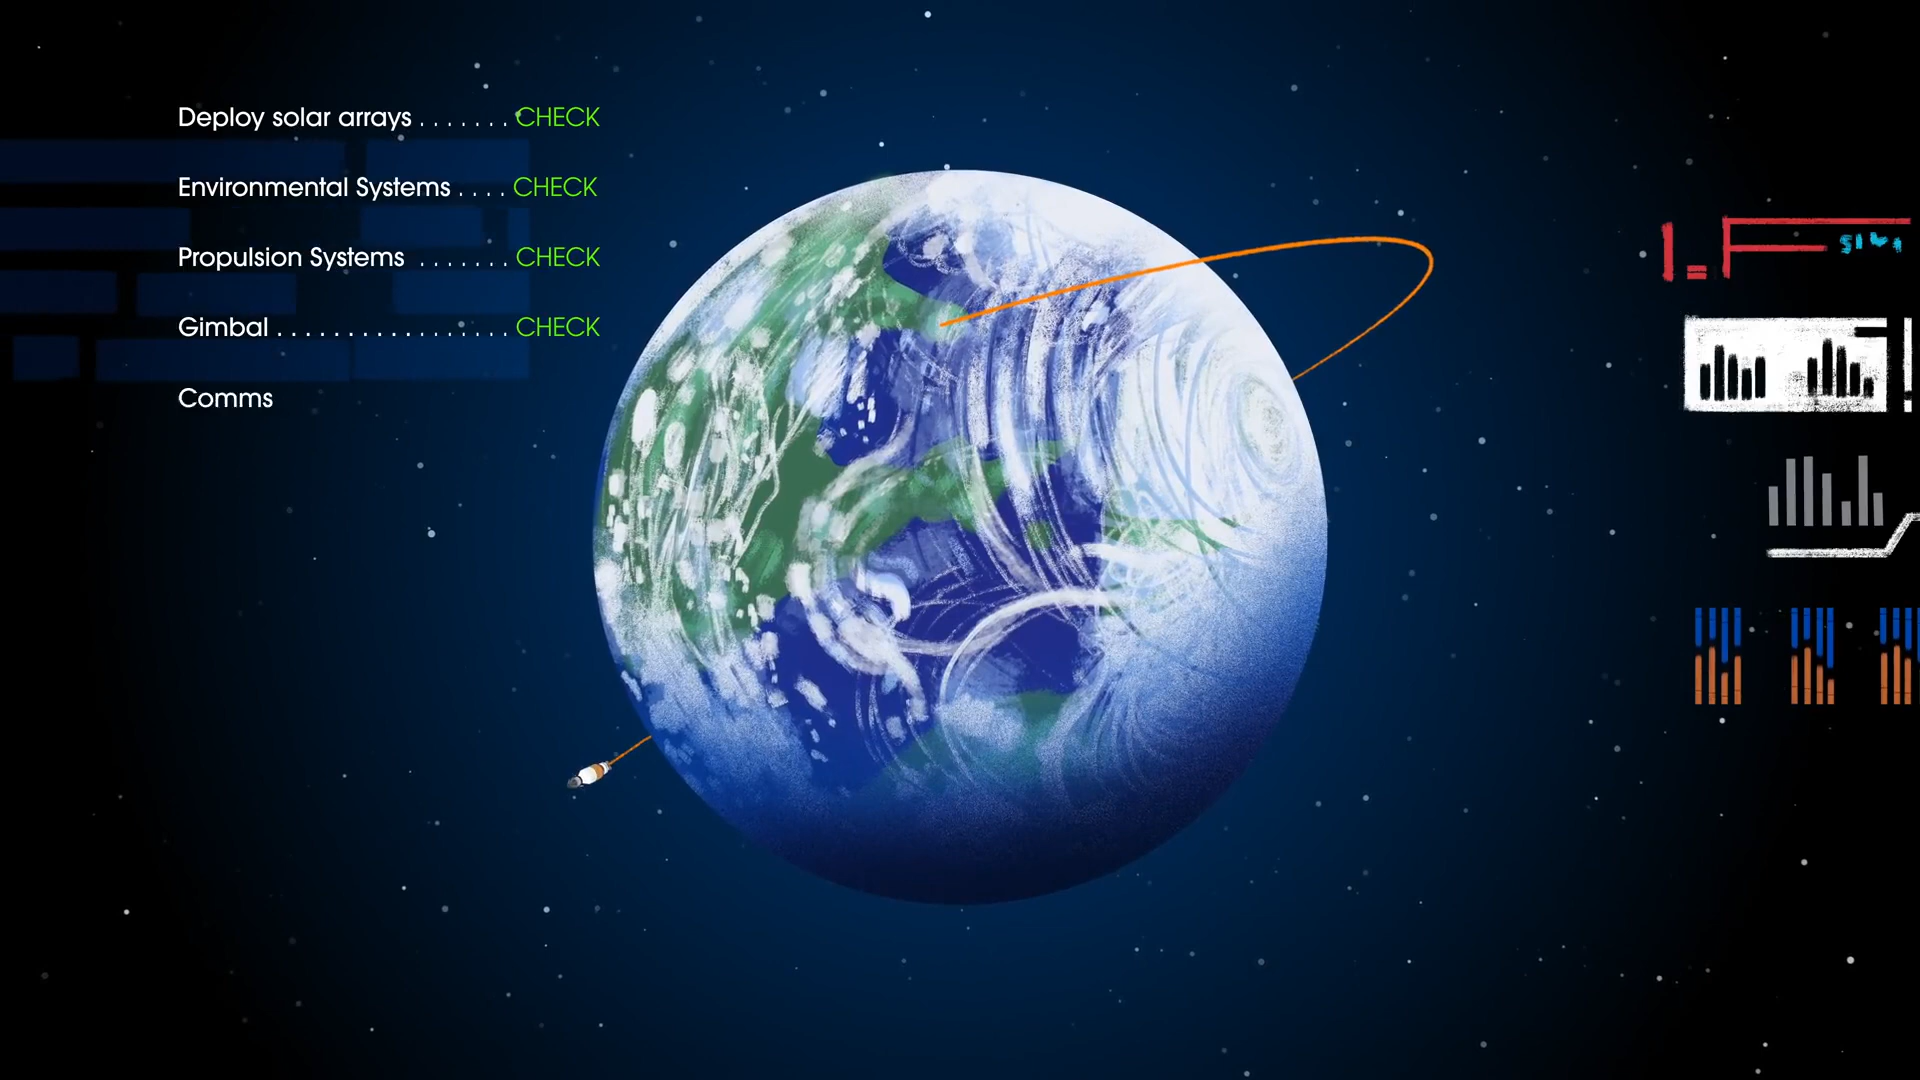 Deploy solar arrays . . . . . . . CHECK
Environmental Systems . . . . CHECK
Propulsion Systems . . . . . . . CHECK
Gimbal . . . . . . . . . . . . . . . . . CHECK
Comms